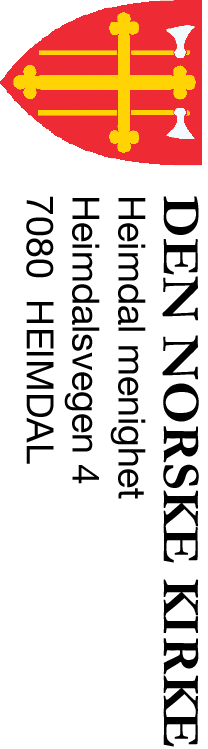 DEN NORSKE KIRKE
Heimdal menighet
Heimdalsvegen 4
7080 HEIMDAL